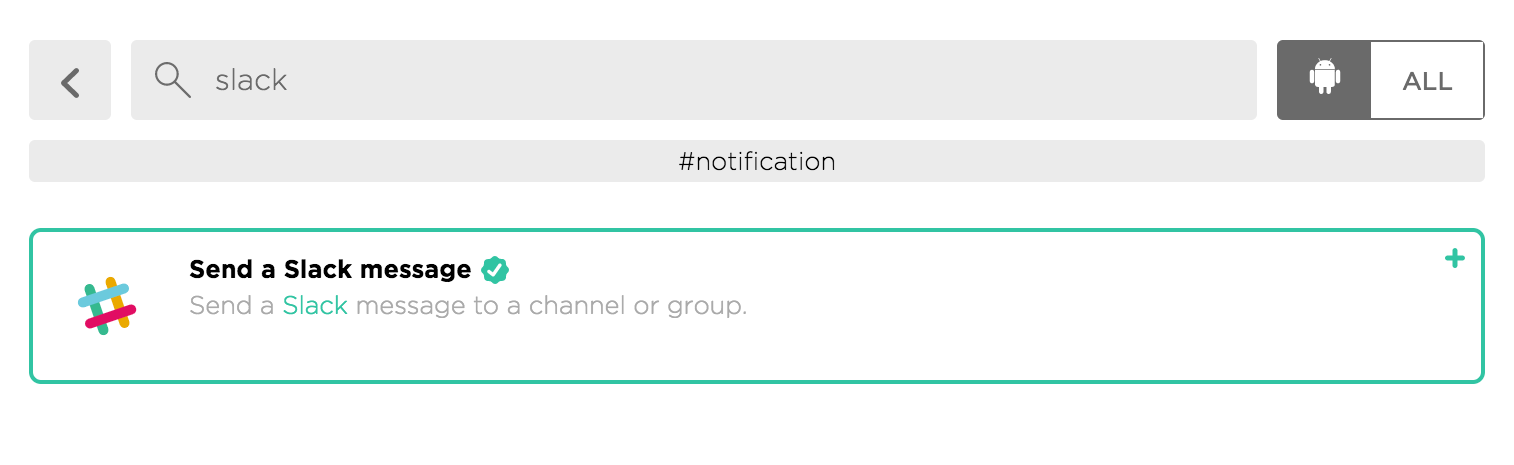 slack
ALL
#notification
Send a Slack message
Send a Slack message to a channel or group.